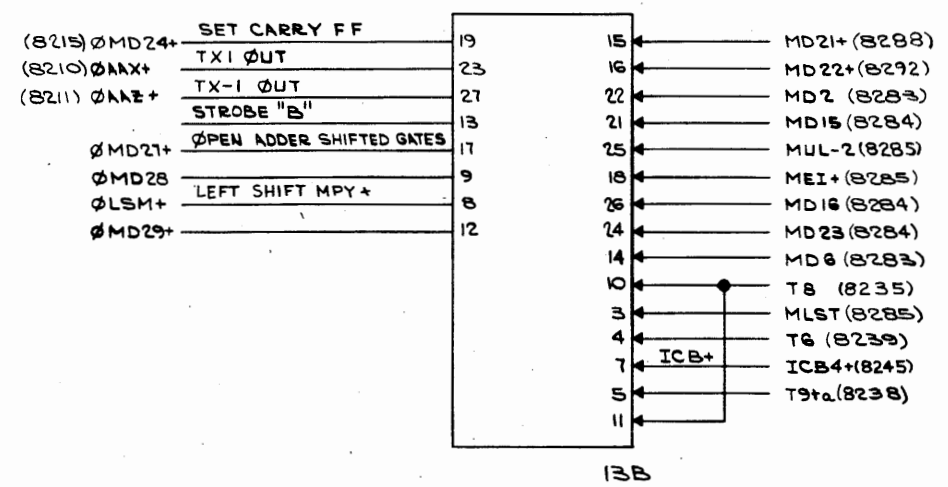 SET CARRY FF
(8215) ØMD24+ 19 15 MD21+ (8288)
TX1 ØUT
(8210) ØAAX+ 23 16 MD22+ (8292)
TX-1 ØUT
(8211) ØAAZ+ 27 22 MD2 (8283)
STROBE "B"
13 21 MD15 (8284)
ØPEN ADDER SHIFTED GATES
ØMD27+ 17 25 MUL-2 (8285)
ØMD28 9 18 MEI+ (8285)
LEFT SHIFT MPY+
ØLSM+ 8 26 MD16 (8284)
ØMD29+ 12 24 MD23 (8284)
14 MD6 (8283)
10 T8 (8235)
3 MLST (8285)
4 T6 (8239)
ICB+
7 ICB4+ (8245)
5 T9+a (8238)
11
13B